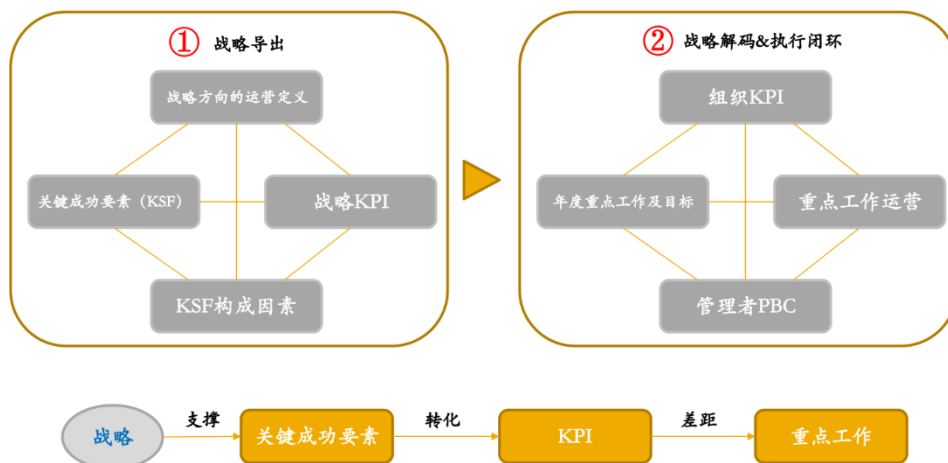 ① 战略导出
战略方向的运营定义
关键成功要素（KSF）
战略KPI
KSF构成因素
② 战略解码&执行闭环
组织KPI
年度重点工作及目标
重点工作运营
管理者PBC
战略
支撑
关键成功要素
转化
KPI
差距
重点工作